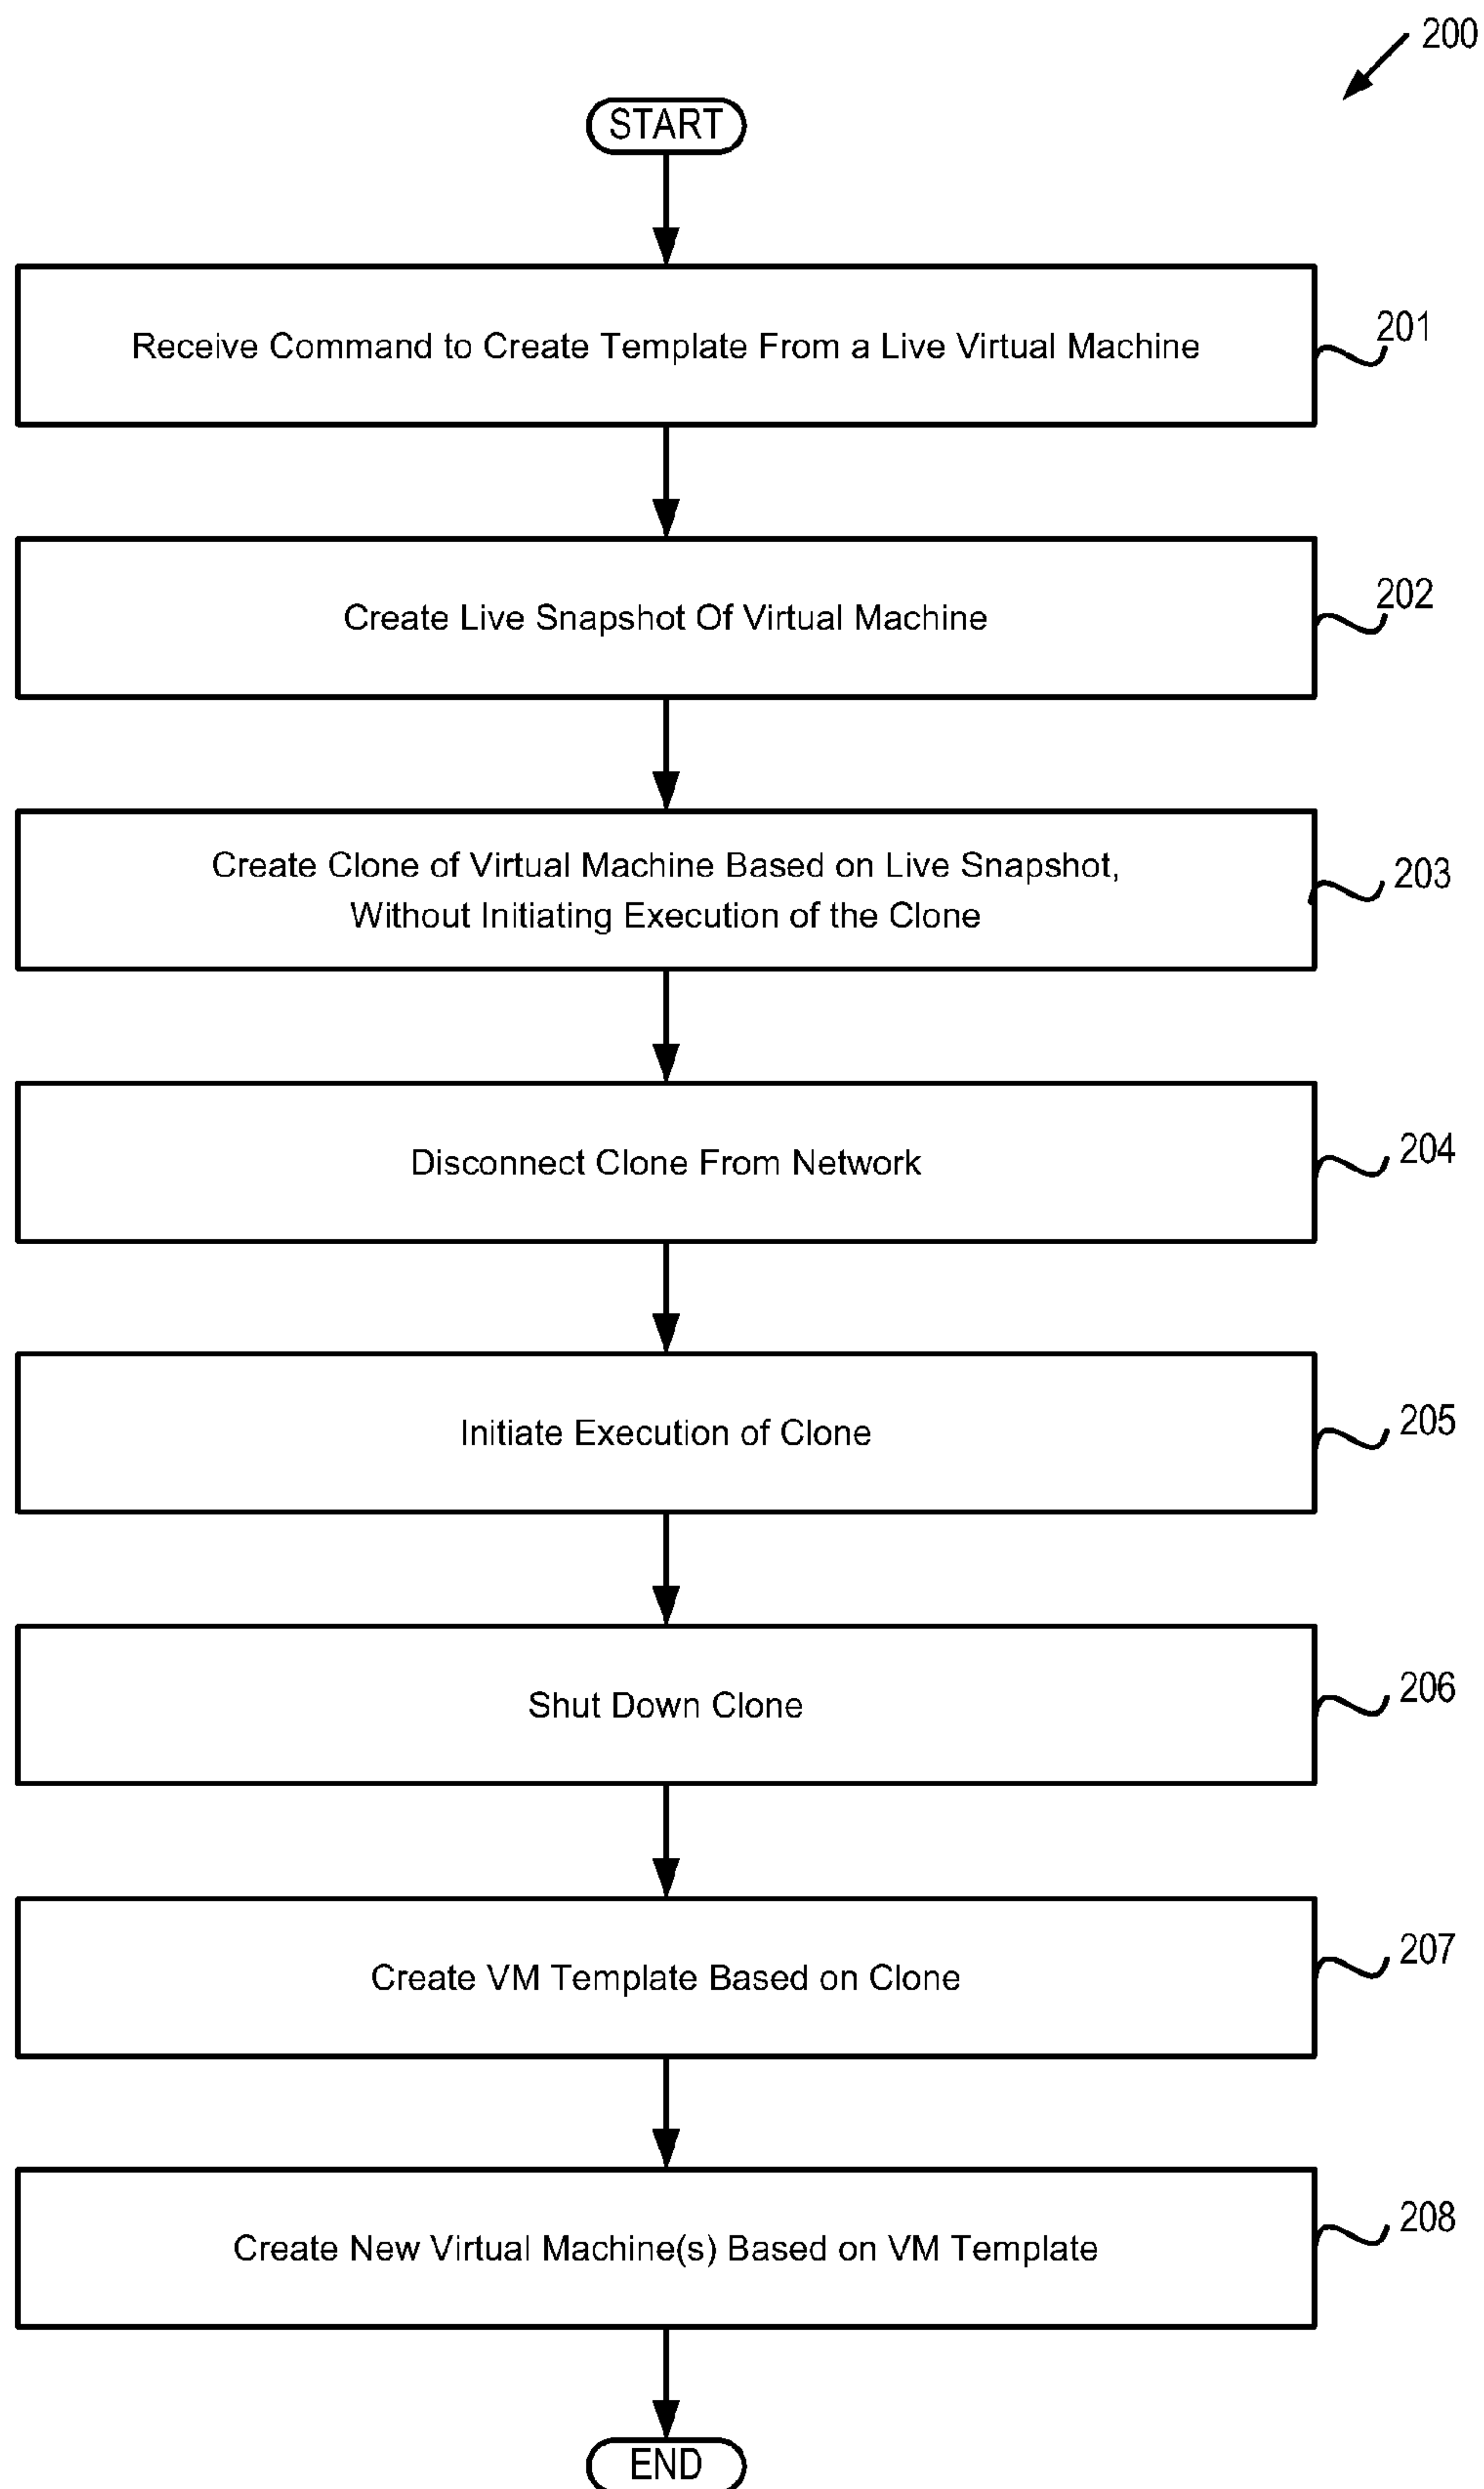 200
START
Receive Command to Create Template From a Live Virtual Machine
201
Create Live Snapshot Of Virtual Machine
202
Create Clone of Virtual Machine Based on Live Snapshot,
Without Initiating Execution of the Clone
203
Disconnect Clone From Network
204
Initiate Execution of Clone
205
Shut Down Clone
206
Create VM Template Based on Clone
207
Create New Virtual Machine(s) Based on VM Template
208
END